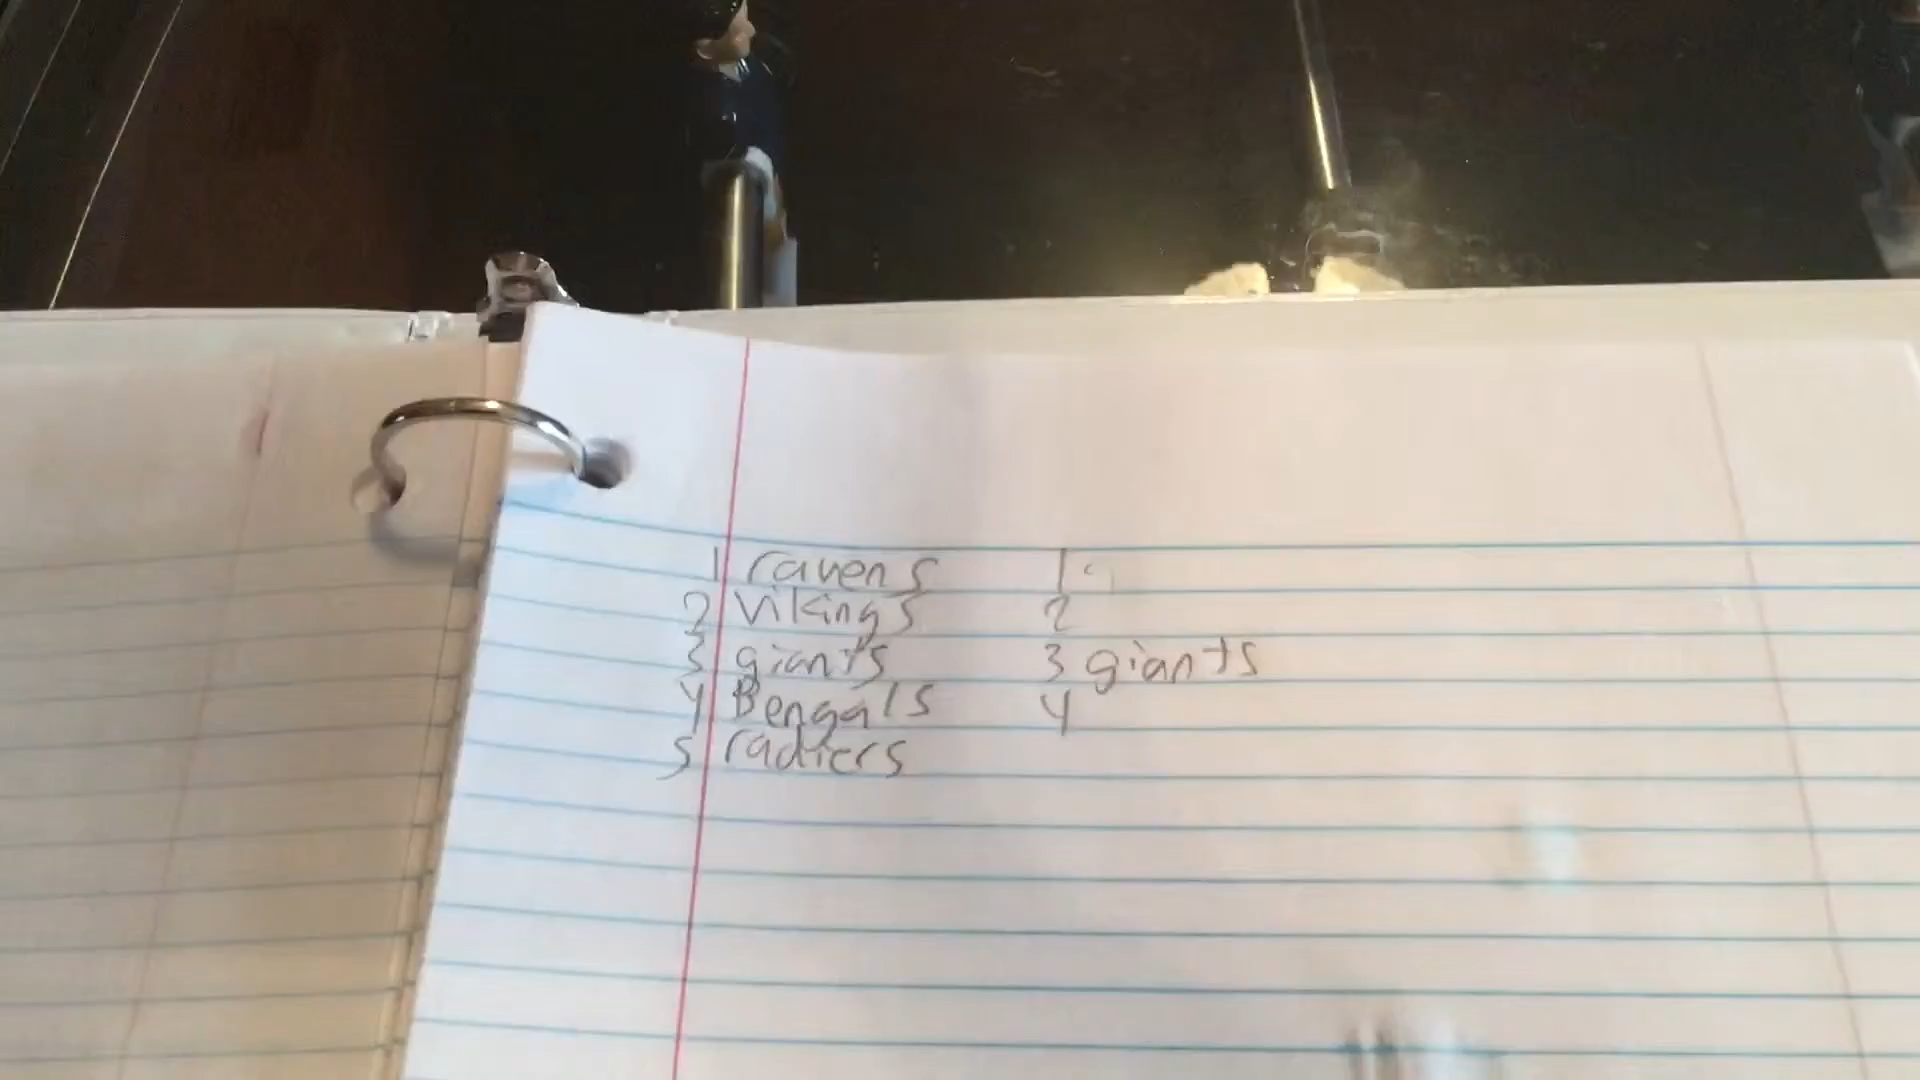 1 ravens 1
2 vikings 2
3 giants 3 giants
4 Bengals 4
5 radiers